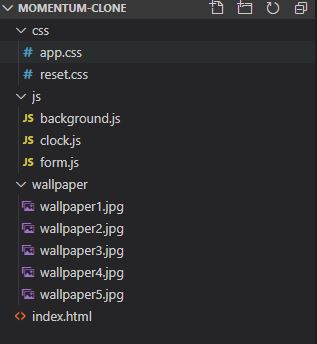 MOMENTUM-CLONE
css
# app.css
# reset.css
js
JS background.js
JS clock.js
JS form.js
wallpaper
wallpaper1.jpg
wallpaper2.jpg
wallpaper3.jpg
wallpaper4.jpg
wallpaper5.jpg
<> index.html